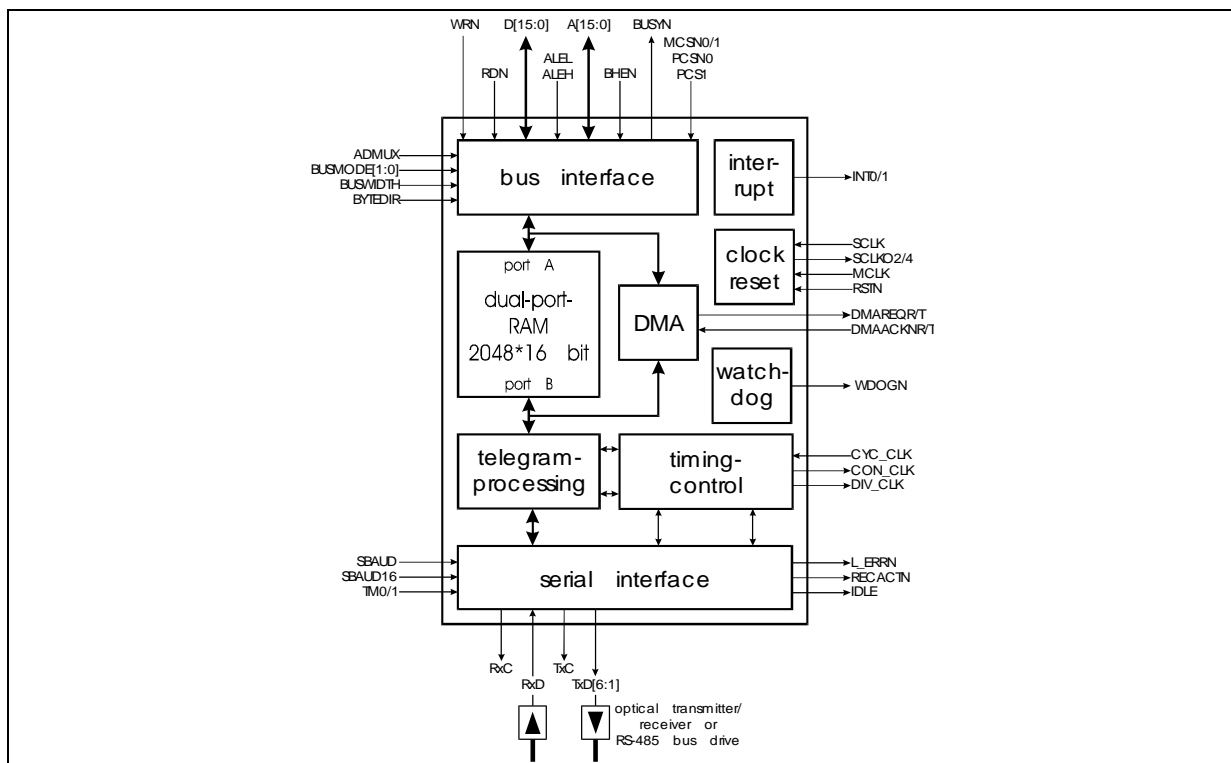 WRN
D[15:0]
A[15:0]
BUSYN
MCSN0/1
PCSN0
PCS1
RDN
ALEL
ALEH
BHEN
ADMUX
BUSMODE[1:0]
BUSWIDTH
BYTEDIR
bus interface
inter-
rupt
INT0/1
clock
reset
SCLK
SCLKO2/4
MCLK
RSTN
port A
dual-port-
RAM
2048*16 bit
port B
DMA
DMAREQR/T
DMAACKNR/T
watch-
dog
WDOGN
telegram-
processing
timing-
control
CYC_CLK
CON_CLK
DIV_CLK
SBAUD
SBAUD16
TM0/1
serial interface
L_ERRN
RECACTN
IDLE
RxC
RxD
TxC
TxD[6:1]
optical transmitter/
receiver or
RS-485 bus drive